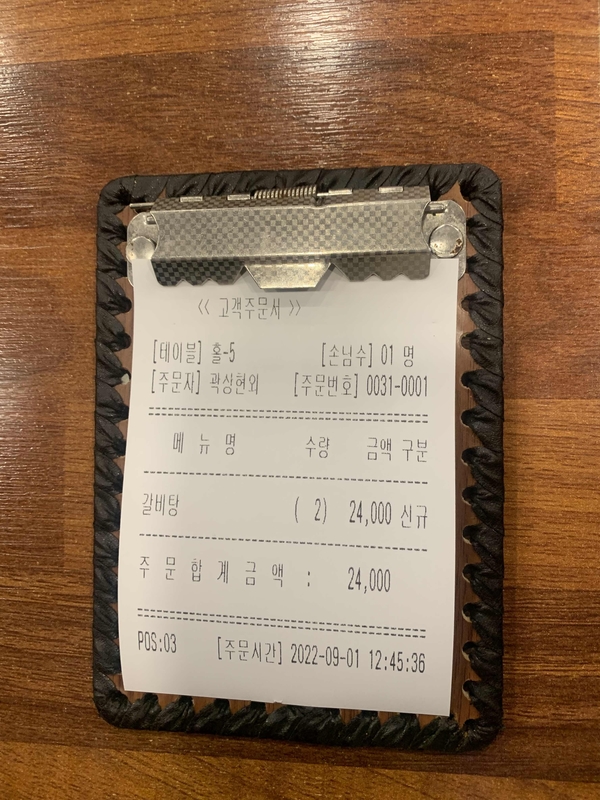 << 고객주문서 >>
[테이블] 홀-5 [손님수] 01 명
[주문자] 곽상현외 [주문번호] 0031-0001
메 뉴 명 수량 금액 구분
갈비탕 ( 2) 24,000 신규
주 문 합 계 금 액 : 24,000
POS:03 [주문시간] 2022-09-01 12:45:36